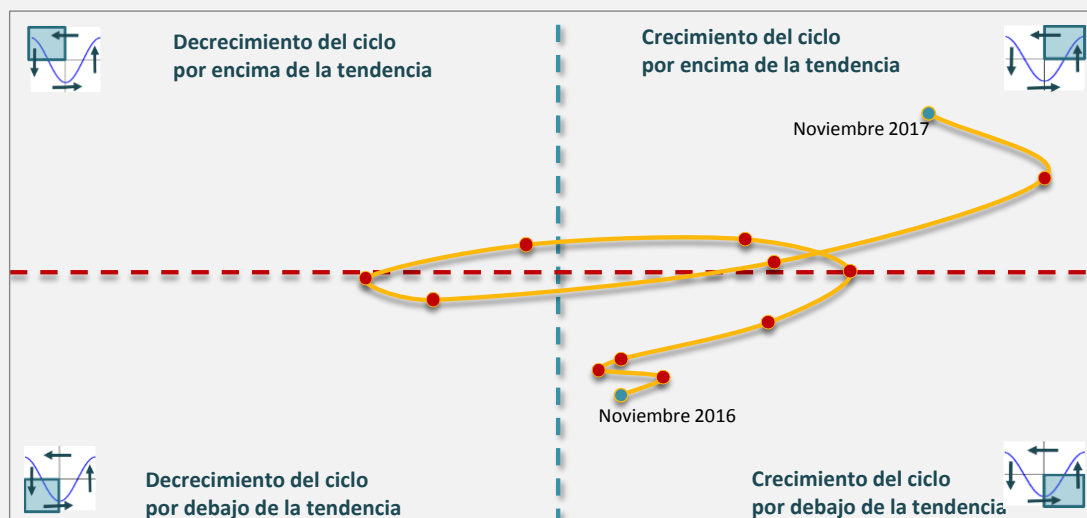 Decrecimiento del ciclo
por encima de la tendencia
Crecimiento del ciclo
por encima de la tendencia
Noviembre 2017
Noviembre 2016
Decrecimiento del ciclo
por debajo de la tendencia
Crecimiento del ciclo
por debajo de la tendencia